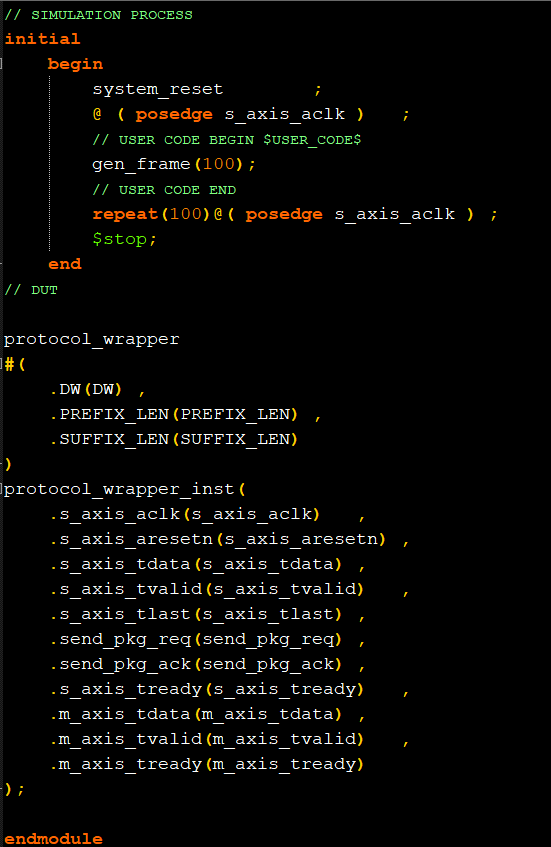 // SIMULATION PROCESS
initial
begin
system_reset ;
@ ( posedge s_axis_aclk ) ;
// USER CODE BEGIN $USER_CODE$
gen_frame(100);
// USER CODE END
repeat(100)@( posedge s_axis_aclk ) ;
$stop;
end
// DUT
protocol_wrapper
#(
.DW(DW) ,
.PREFIX_LEN(PREFIX_LEN) ,
.SUFFIX_LEN(SUFFIX_LEN)
)
protocol_wrapper_inst(
.s_axis_aclk(s_axis_aclk) ,
.s_axis_aresetn(s_axis_aresetn) ,
.s_axis_tdata(s_axis_tdata) ,
.s_axis_tvalid(s_axis_tvalid) ,
.s_axis_tlast(s_axis_tlast) ,
.send_pkg_req(send_pkg_req) ,
.send_pkg_ack(send_pkg_ack) ,
.s_axis_tready(s_axis_tready) ,
.m_axis_tdata(m_axis_tdata) ,
.m_axis_tvalid(m_axis_tvalid) ,
.m_axis_tready(m_axis_tready)
);
endmodule